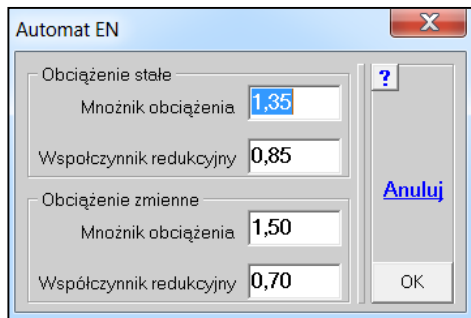 Automat EN
Obciążenie stałe
?
Mnożnik obciążenia 1,35
Wspołczynnik redukcyjny 0,85
Anuluj
Obciążenie zmienne
Mnożnik obciążenia 1,50
Współczynnik redukcyjny 0,70
OK